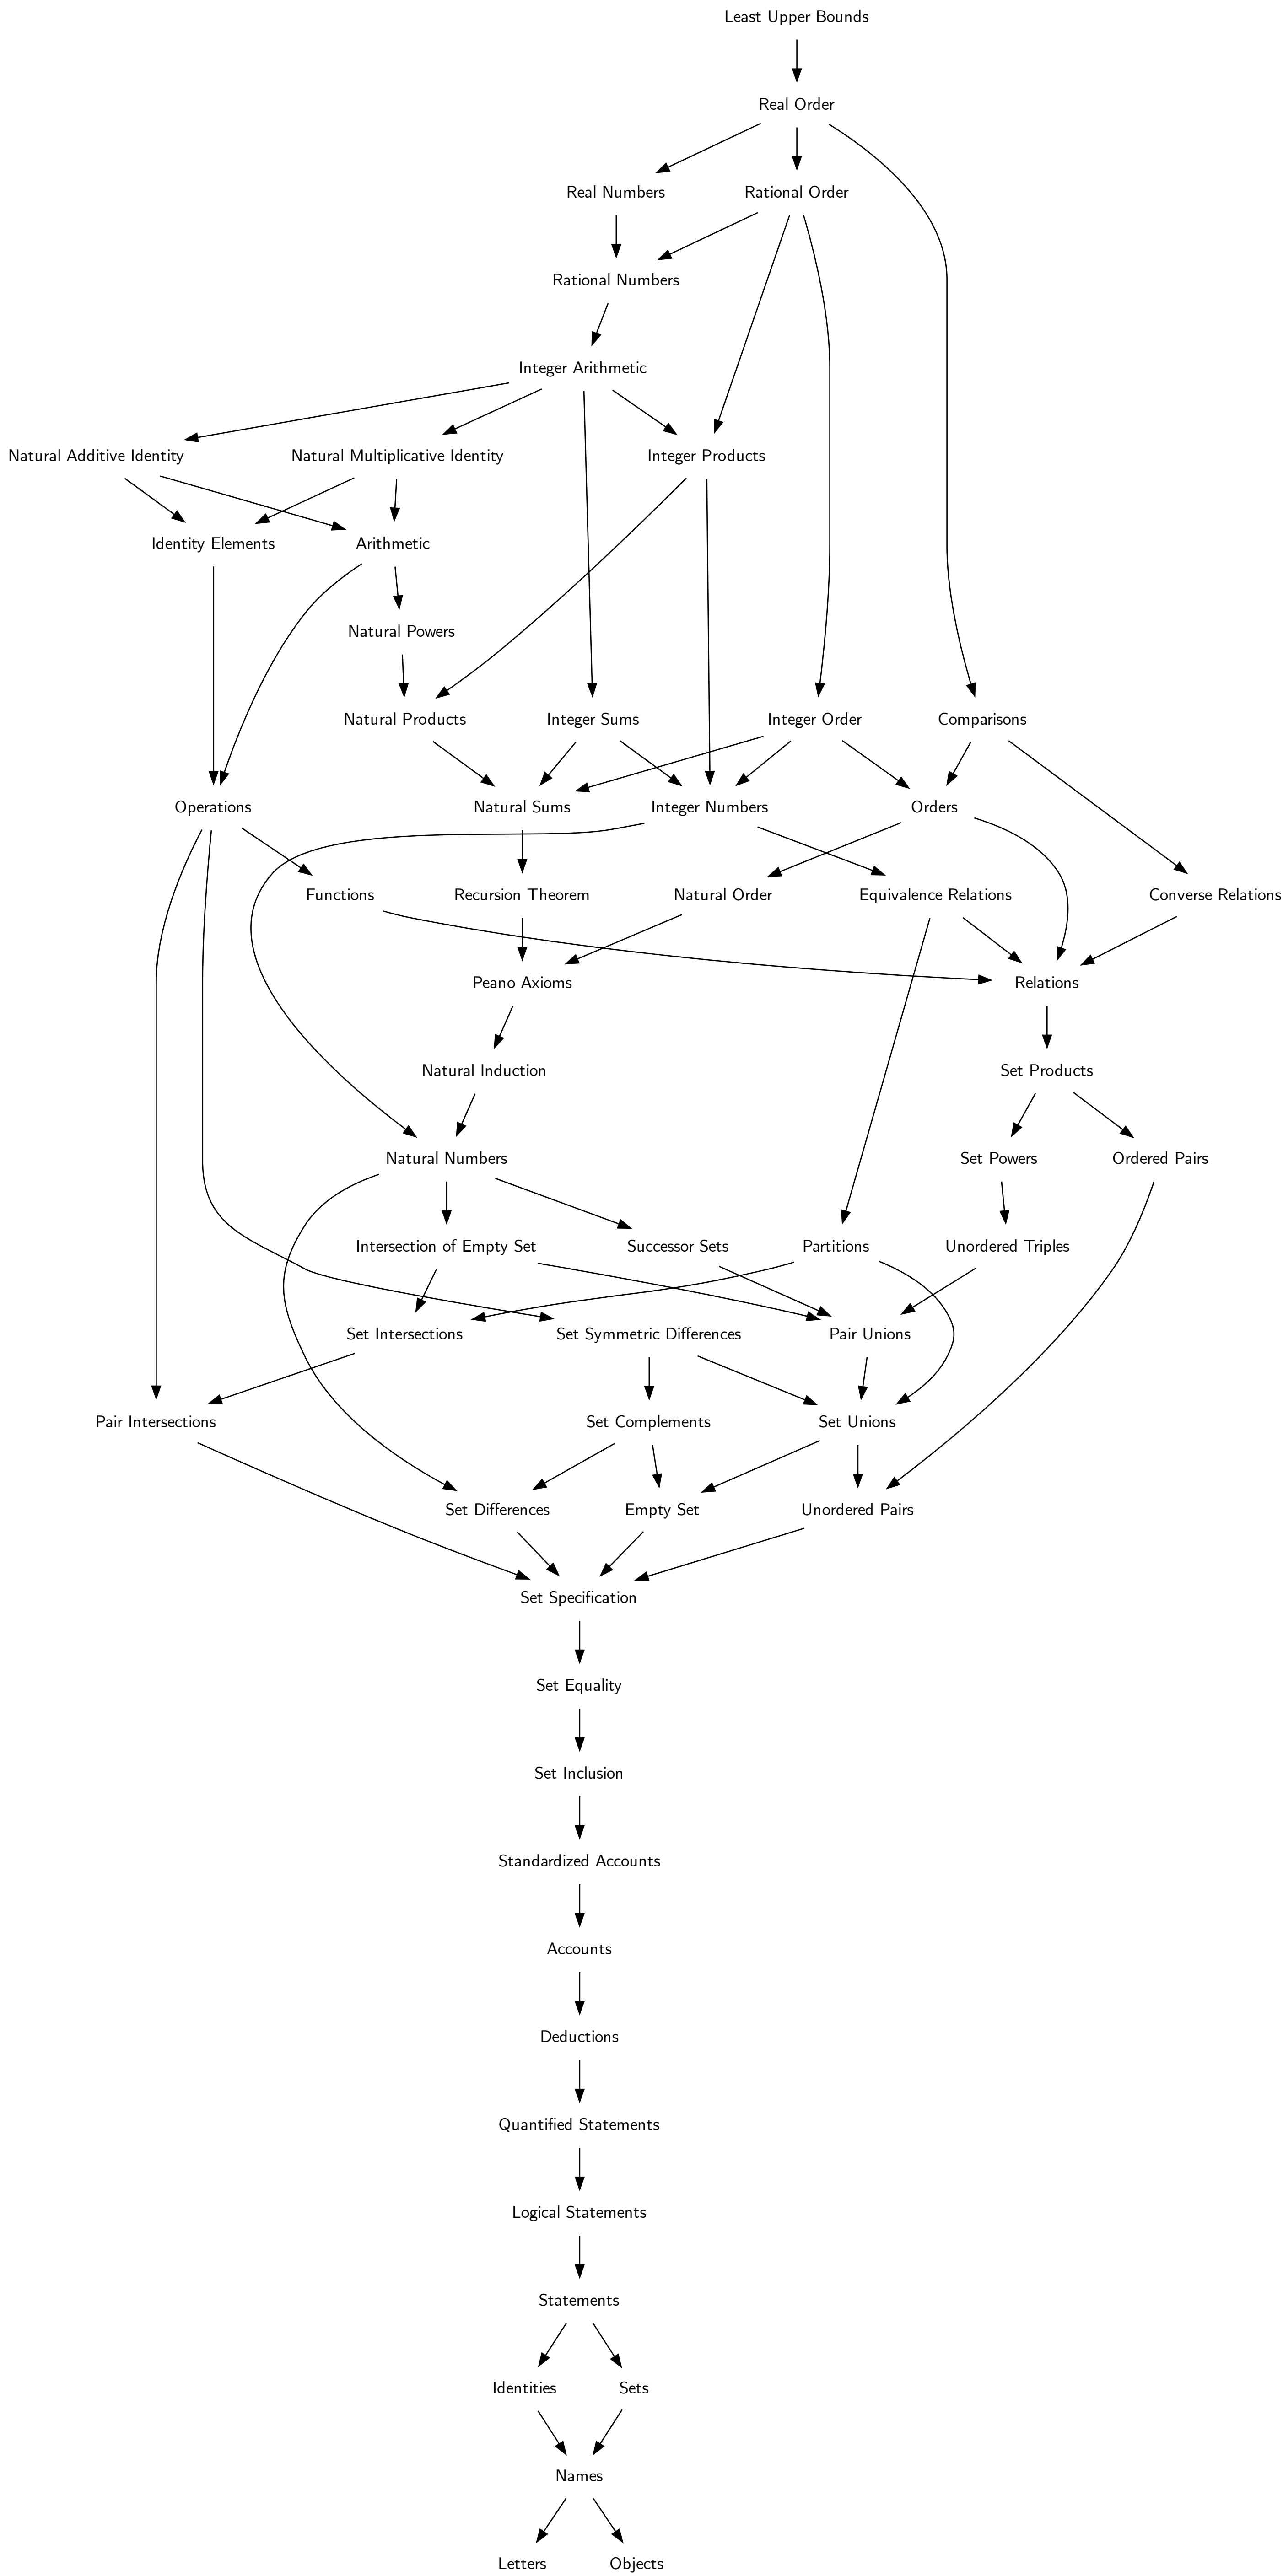 Least Upper Bounds
Real Order
Real Numbers
Rational Order
Rational Numbers
Integer Arithmetic
Natural Additive Identity
Natural Multiplicative Identity
Integer Products
Identity Elements
Arithmetic
Natural Powers
Natural Products
Integer Sums
Integer Order
Comparisons
Operations
Natural Sums
Integer Numbers
Orders
Functions
Recursion Theorem
Natural Order
Equivalence Relations
Converse Relations
Peano Axioms
Relations
Natural Induction
Set Products
Natural Numbers
Set Powers
Ordered Pairs
Intersection of Empty Set
Successor Sets
Partitions
Unordered Triples
Set Intersections
Set Symmetric Differences
Pair Unions
Pair Intersections
Set Complements
Set Unions
Set Differences
Empty Set
Unordered Pairs
Set Specification
Set Equality
Set Inclusion
Standardized Accounts
Accounts
Deductions
Quantified Statements
Logical Statements
Statements
Identities
Sets
Names
Letters
Objects